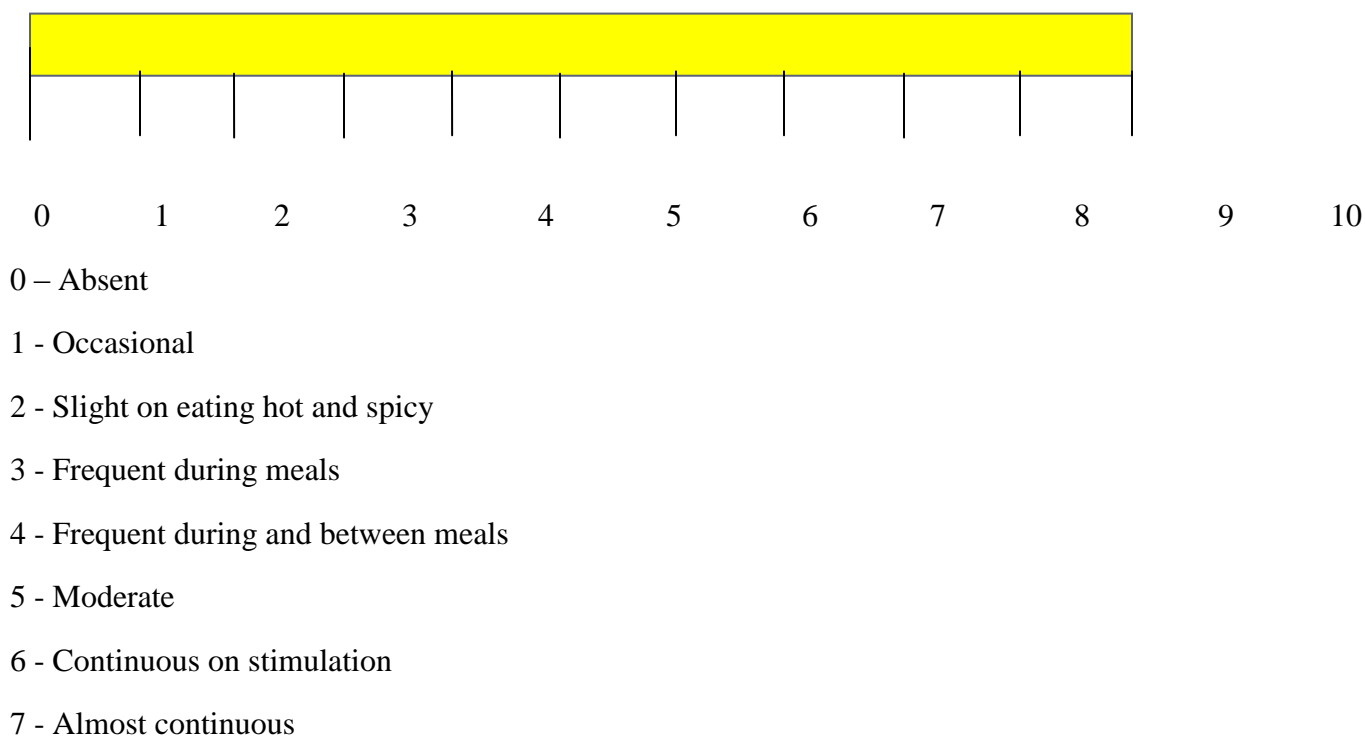 0 1 2 3 4 5 6 7 8 9 10
0 – Absent
1 - Occasional
2 - Slight on eating hot and spicy
3 - Frequent during meals
4 - Frequent during and between meals
5 - Moderate
6 - Continuous on stimulation
7 - Almost continuous